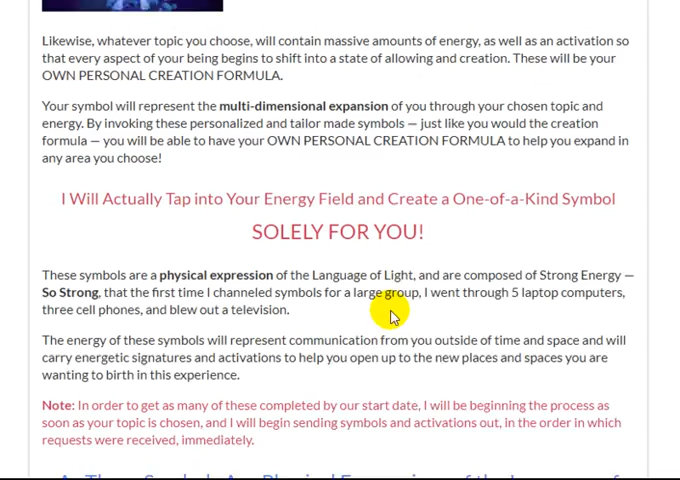 Likewise, whatever topic you choose, will contain massive amounts of energy, as well as an activation so
that every aspect of your being begins to shift into a state of allowing and creation. These will be your
OWN PERSONAL CREATION FORMULA.
Your symbol will represent the multi-dimensional expansion of you through your chosen topic and
energy. By invoking these personalized and tailor made symbols — just like you would the creation
formula — you will be able to have your OWN PERSONAL CREATION FORMULA to help you expand in
any area you choose!
I Will Actually Tap into Your Energy Field and Create a One-of-a-Kind Symbol
SOLELY FOR YOU!
These symbols are a physical expression of the Language of Light, and are composed of Strong Energy —
So Strong, that the first time I channeled symbols for a large group, I went through 5 laptop computers,
three cell phones, and blew out a television.
The energy of these symbols will represent communication from you outside of time and space and will
carry energetic signatures and activations to help you open up to the new places and spaces you are
wanting to birth in this experience.
Note: In order to get as many of these completed by our start date, I will be beginning the process as
soon as your topic is chosen, and I will begin sending symbols and activations out, in the order in which
requests were received, immediately.